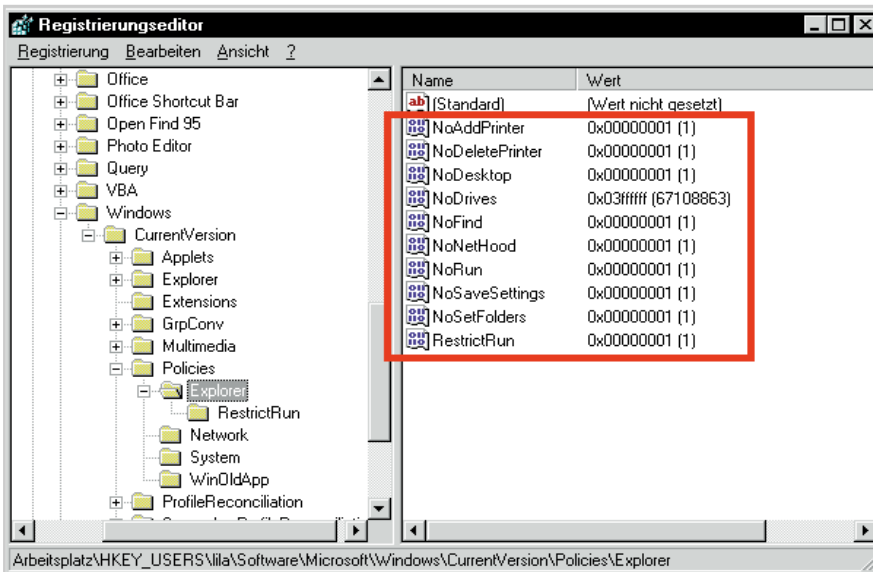 Registrierungseditor
Registrierung Bearbeiten Ansicht ?
Office
Office Shortcut Bar
Open Find 95
Photo Editor
Query
VBA
Windows
CurrentVersion
Applets
Explorer
Extensions
GrpConv
Multimedia
Policies
Explorer
RestrictRun
Network
System
WinOldApp
ProfileReconciliation
Name Wert
(Standard) (Wert nicht gesetzt)
NoAddPrinter 0x00000001 (1)
NoDeletePrinter 0x00000001 (1)
NoDesktop 0x00000001 (1)
NoDrives 0x03ffffff (67108863)
NoFind 0x00000001 (1)
NoNetHood 0x00000001 (1)
NoRun 0x00000001 (1)
NoSaveSettings 0x00000001 (1)
NoSetFolders 0x00000001 (1)
RestrictRun 0x00000001 (1)
Arbeitsplatz\HKEY_USERS\lila\Software\Microsoft\Windows\CurrentVersion\Policies\Explorer